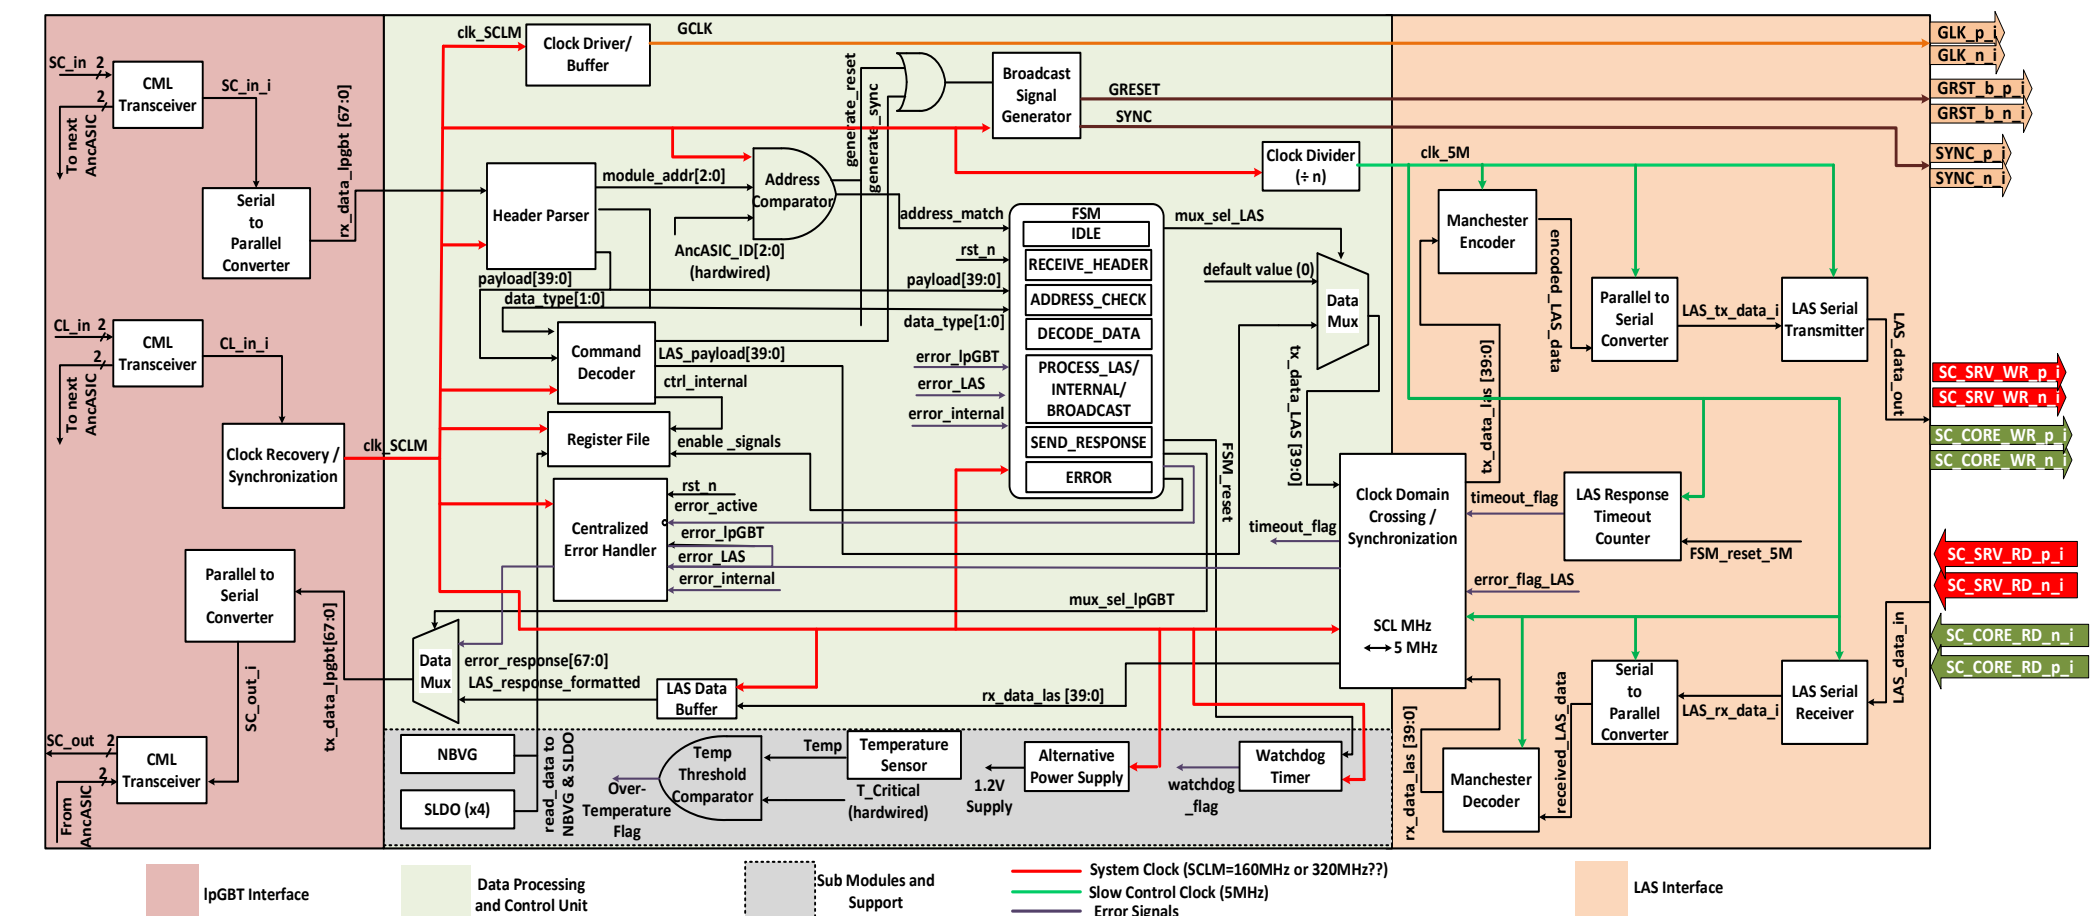 SC_in
2
2
To next
AncASIC
CML
Transceiver
SC_in_i
Serial
to
Parallel
Converter
rx_data_lpgbt [67:0]
CL_in
2
2
To next
AncASIC
CML
Transceiver
CL_in_i
Clock Recovery /
Synchronization
clk_SCLM
Parallel to
Serial
Converter
SC_out_i
tx_data_lpgbt[67:0]
SC_out
2
2
From
AncASIC
CML
Transceiver
clk_SCLM
Clock Driver/
Buffer
GCLK
generate_reset
generate_sync
Broadcast
Signal
Generator
GRESET
SYNC
Header Parser
module_addr[2:0]
Address
Comparator
AncASIC_ID[2:0]
(hardwired)
payload[39:0]
data_type[1:0]
Command
Decoder
LAS_payload[39:0]
ctrl_internal
Register File
enable _signals
Centralized
Error Handler
rst_n
error_active
error_lpGBT
error_LAS
error_internal
address_match
rst_n
payload[39:0]
data_type[1:0]
error_lpGBT
error_LAS
error_internal
FSM
IDLE
RECEIVE_HEADER
ADDRESS_CHECK
DECODE_DATA
PROCESS_LAS/
INTERNAL/
BROADCAST
SEND_RESPONSE
ERROR
mux_sel_LAS
default value (0)
Data
Mux
tx_data_LAS [39:0]
FSM_reset
timeout_flag
mux_sel_lpGBT
Data
Mux
error_response[67:0]
LAS_response_formatted
LAS Data
Buffer
rx_data_las [39:0]
Clock Divider
(÷ n)
clk_5M
Clock Domain
Crossing /
Synchronization
SCL MHz
5 MHz
NBVG
SLDO (x4)
read_data to
NBVG & SLDO
Over-
Temperature
Flag
Temp
Threshold
Comparator
Temp
Temperature
Sensor
T_Critical
(hardwired)
1.2V
Supply
Alternative
Power Supply
watchdog
_flag
Watchdog
Timer
Manchester
Encoder
encoded_LAS_data
Parallel to
Serial
Converter
LAS_tx_data_i
LAS Serial
Transmitter
LAS_data_out
tx_data_las [39:0]
timeout_flag
LAS Response
Timeout
Counter
FSM_reset_5M
error_flag_LAS
rx_data_las [39:0]
Manchester
Decoder
received_LAS_data
Serial
to
Parallel
Converter
LAS_rx_data_i
LAS Serial
Receiver
LAS_data_in
GLK_p_i
GLK_n_i
GRST_b_p_i
GRST_b_n_i
SYNC_p_i
SYNC_n_i
SC_SRV_WR_p_i
SC_SRV_WR_n_i
SC_CORE_WR_p_i
SC_CORE_WR_n_i
SC_SRV_RD_p_i
SC_SRV_RD_n_i
SC_CORE_RD_n_i
SC_CORE_RD_p_i
lpGBT Interface
Data Processing
and Control Unit
Sub Modules and
Support
System Clock (SCLM=160MHz or 320MHz??)
Slow Control Clock (5MHz)
Error Signals
LAS Interface